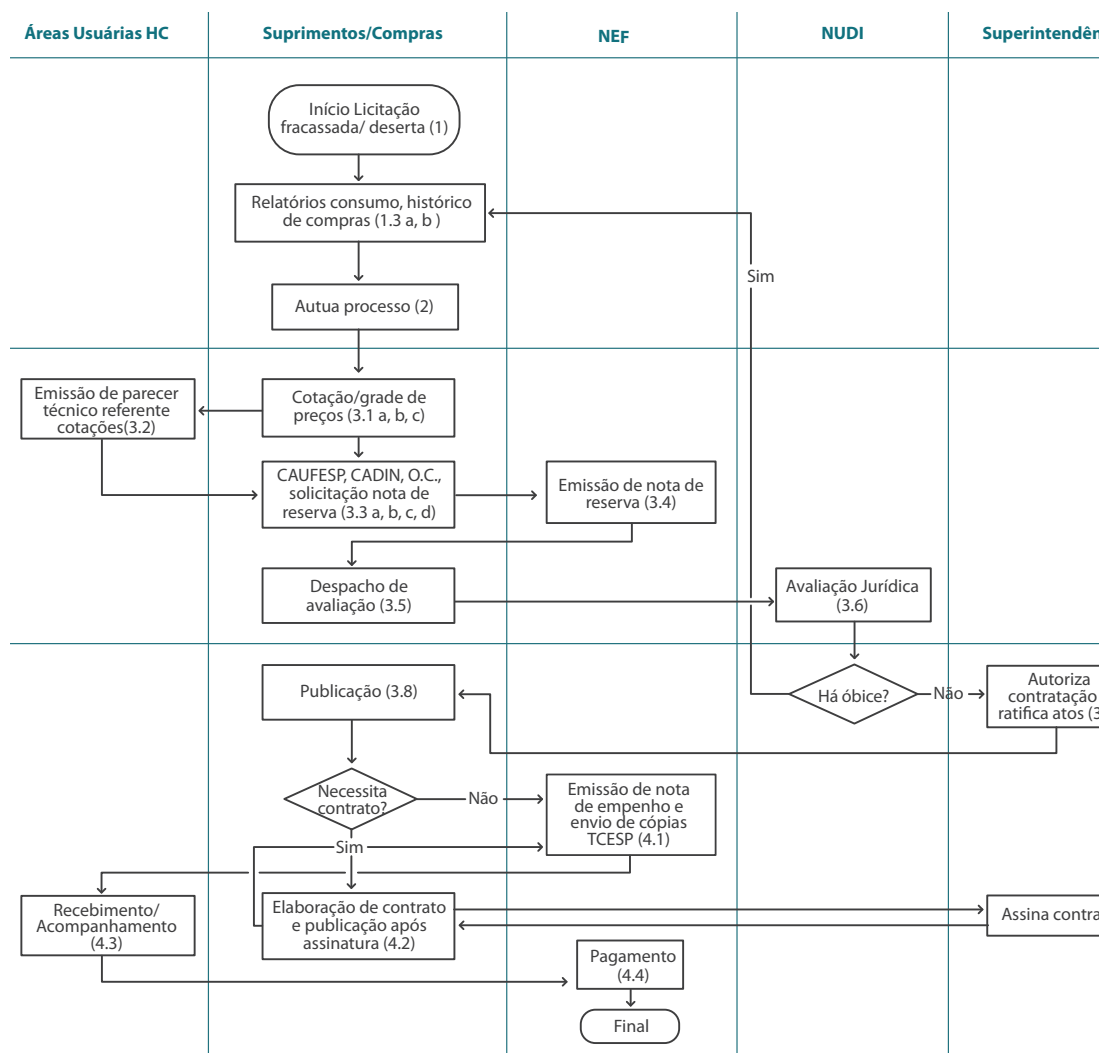 Áreas Usuárias HC
Suprimentos/Compras
NEF
NUDI
Início Licitação
fracassada/ deserta (1)
Relatórios consumo, histórico
de compras (1.3 a, b )
Sim
Autua processo (2)
Emissão de parecer
técnico referente
cotações(3.2)
Cotação/grade de
preços (3.1 a, b, c)
CAUFESP, CADIN, O.C.,
solicitação nota de
reserva (3.3 a, b, c, d)
Emissão de nota de
reserva (3.4)
Despacho de
avaliação (3.5)
Avaliação Jurídica
(3.6)
Publicação (3.8)
Há óbice?
Não
Autoriza
contratação
ratifica atos
Necessita
contrato?
Não
Emissão de nota
de empenho e
envio de cópias
TCESP (4.1)
Sim
Recebimento/
Acompanhamento
(4.3)
Elaboração de contrato
e publicação após
assinatura (4.2)
Assina
Pagamento
(4.4)
Final